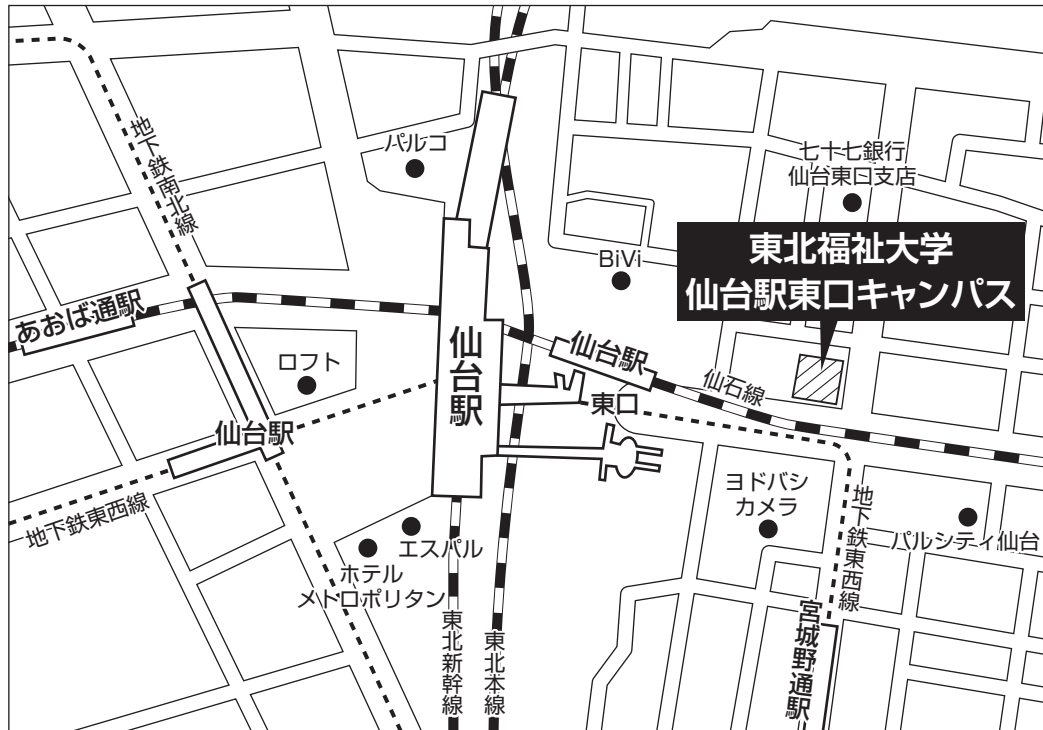 地下鉄南北線
パルコ
七十七銀行
仙台東口支店
東北福祉大学
仙台駅東口キャンパス
BiVi
あおば通駅
ロフト
仙台駅
仙台駅
仙石線
東口
仙台駅
地下鉄東西線
ヨドバシ
カメラ
地下鉄東西線
パルシティ仙台
エスパル
ホテル
メトロポリタン
東北新幹線
東北本線
宮城野通駅